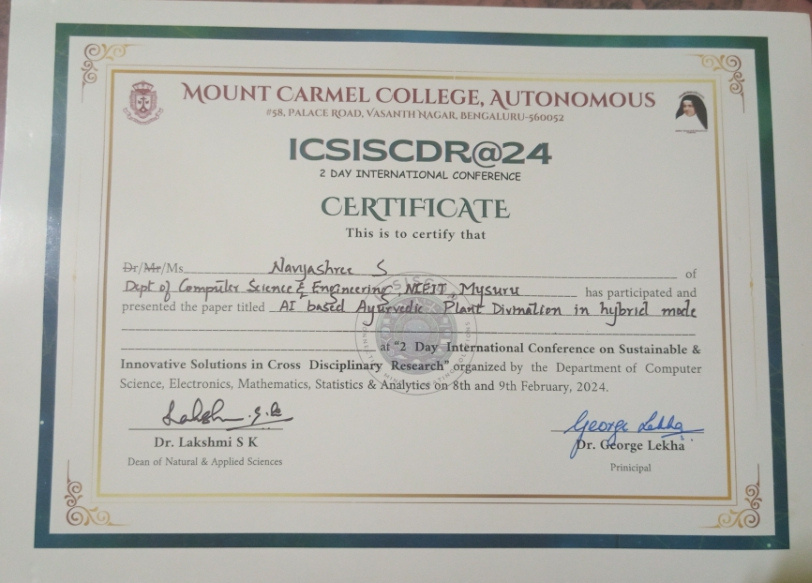 MOUNT CARMEL COLLEGE, AUTONOMOUS
#58, PALACE ROAD, VASANTH NAGAR, BENGALURU-560052
ICSISCDR@24
2 DAY INTERNATIONAL CONFERENCE
CERTIFICATE
This is to certify that
Dr/Mr/Ms Navyashree S of
Dept of Computer Science & Engineering, NIEIT, Mysuru has participated and
presented the paper titled AI based Ayurvedic Plant Divination in hybrid mode
at "2 Day International Conference on Sustainable &
Innovative Solutions in Cross Disciplinary Research" organized by the Department of Computer
Science, Electronics, Mathematics, Statistics & Analytics on 8th and 9th February, 2024.
Dr. Lakshmi S K
Dean of Natural & Applied Sciences
George Lekha
Dr. George Lekha
Prinicipal